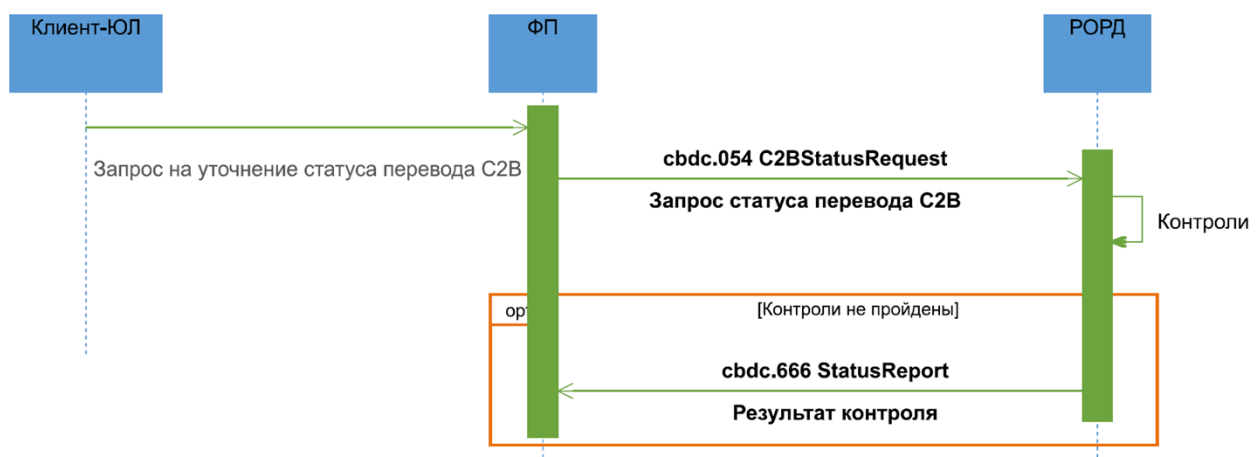 Клиент-ЮЛ
ФП
РОРД
Запрос на уточнение статуса перевода C2B
cbdc.054 C2BStatusRequest
Запрос статуса перевода C2B
Контроли
opt
[Контроли не пройдены]
cbdc.666 StatusReport
Результат контроля